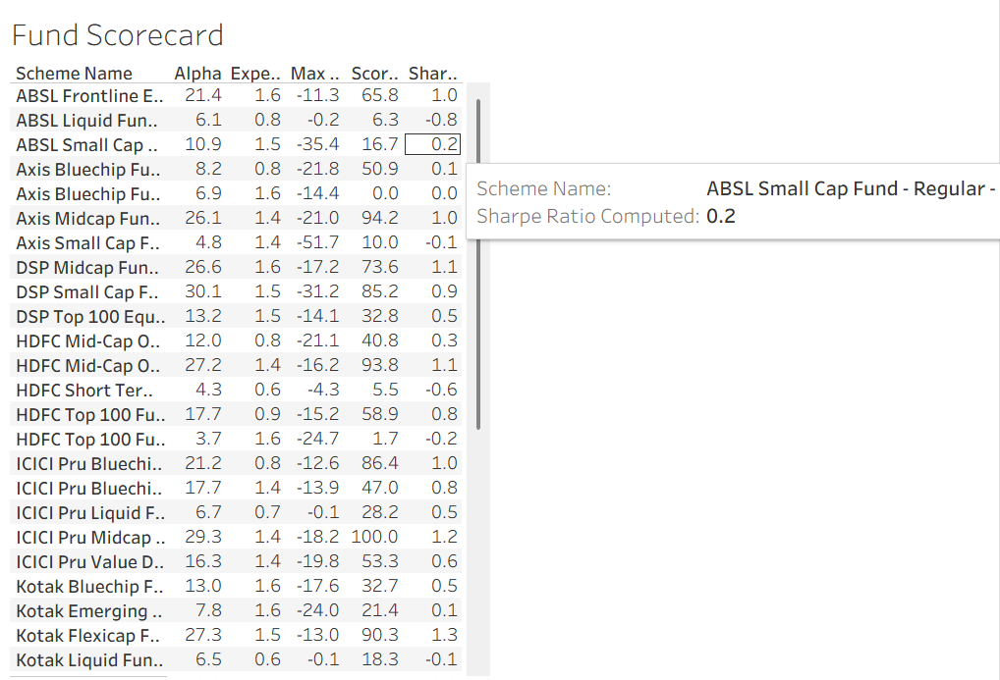 Fund Scorecard
Scheme Name Alpha Expe.. Max .. Scor.. Shar..
ABSL Frontline E.. 21.4 1.6 -11.3 65.8 1.0
ABSL Liquid Fun.. 6.1 0.8 -0.2 6.3 -0.8
ABSL Small Cap .. 10.9 1.5 -35.4 16.7 0.2
Axis Bluechip Fu.. 8.2 0.8 -21.8 50.9 0.1
Scheme Name: ABSL Small Cap Fund - Regular -
Axis Bluechip Fu.. 6.9 1.6 -14.4 0.0 0.0
Sharpe Ratio Computed: 0.2
Axis Midcap Fun.. 26.1 1.4 -21.0 94.2 1.0
Axis Small Cap F.. 4.8 1.4 -51.7 10.0 -0.1
DSP Midcap Fun.. 26.6 1.6 -17.2 73.6 1.1
DSP Small Cap F.. 30.1 1.5 -31.2 85.2 0.9
DSP Top 100 Equ.. 13.2 1.5 -14.1 32.8 0.5
HDFC Mid-Cap O.. 12.0 0.8 -21.1 40.8 0.3
HDFC Mid-Cap O.. 27.2 1.4 -16.2 93.8 1.1
HDFC Short Ter.. 4.3 0.6 -4.3 5.5 -0.6
HDFC Top 100 Fu.. 17.7 0.9 -15.2 58.9 0.8
HDFC Top 100 Fu.. 3.7 1.6 -24.7 1.7 -0.2
ICICI Pru Bluechi.. 21.2 0.8 -12.6 86.4 1.0
ICICI Pru Bluechi.. 17.7 1.4 -13.9 47.0 0.8
ICICI Pru Liquid F.. 6.7 0.7 -0.1 28.2 0.5
ICICI Pru Midcap .. 29.3 1.4 -18.2 100.0 1.2
ICICI Pru Value D.. 16.3 1.4 -19.8 53.3 0.6
Kotak Bluechip F.. 13.0 1.6 -17.6 32.7 0.5
Kotak Emerging .. 7.8 1.6 -24.0 21.4 0.1
Kotak Flexicap F.. 27.3 1.5 -13.0 90.3 1.3
Kotak Liquid Fun.. 6.5 0.6 -0.1 18.3 -0.1